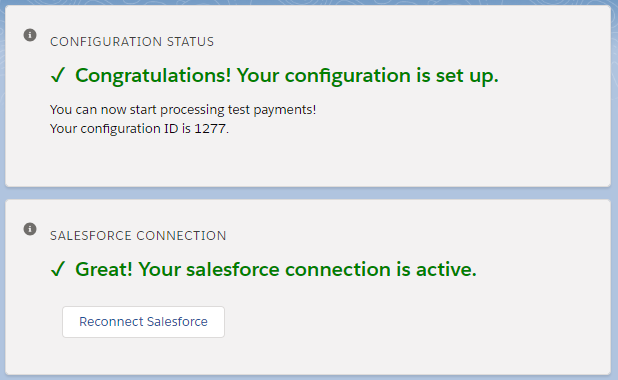 CONFIGURATION STATUS
✓ Congratulations! Your configuration is set up.
You can now start processing test payments!
Your configuration ID is 1277.
SALESFORCE CONNECTION
✓ Great! Your salesforce connection is active.
Reconnect Salesforce